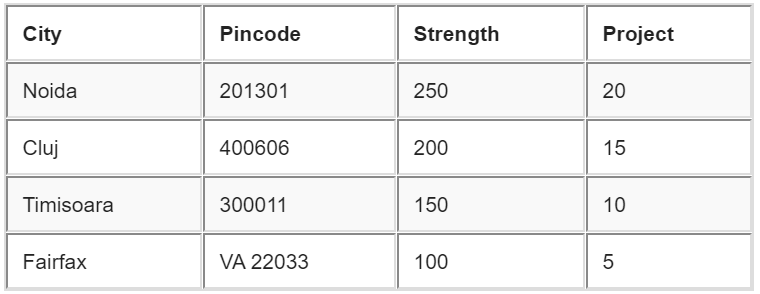 City Pincode Strength Project
Noida 201301 250 20
Cluj 400606 200 15
Timisoara 300011 150 10
Fairfax VA 22033 100 5